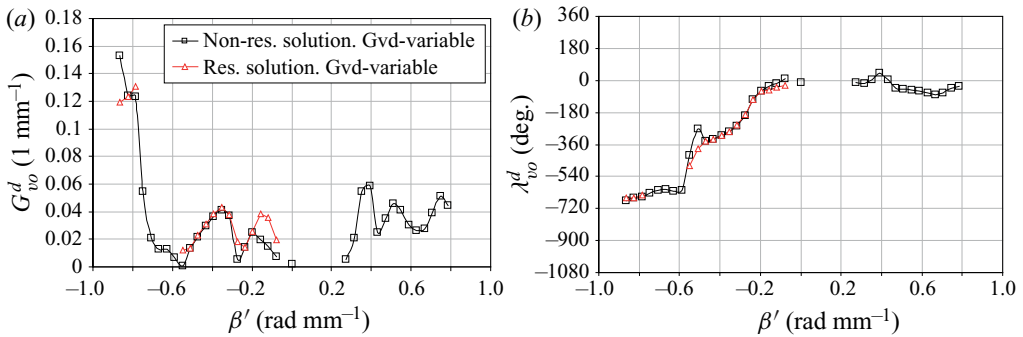 (a)
0.18
0.16
0.14
0.12
0.10
0.08
0.06
0.04
0.02
0
G^d_vo (1 mm⁻¹)
Non-res. solution. Gvd-variable
Res. solution. Gvd-variable
−1.0 −0.6 −0.2 0.2 0.6 1.0
β′ (rad mm⁻¹)
(b)
360
180
0
−180
−360
−540
−720
−900
−1080
λ^d_vo (deg.)
−1.0 −0.6 −0.2 0.2 0.6 1.0
β′ (rad mm⁻¹)